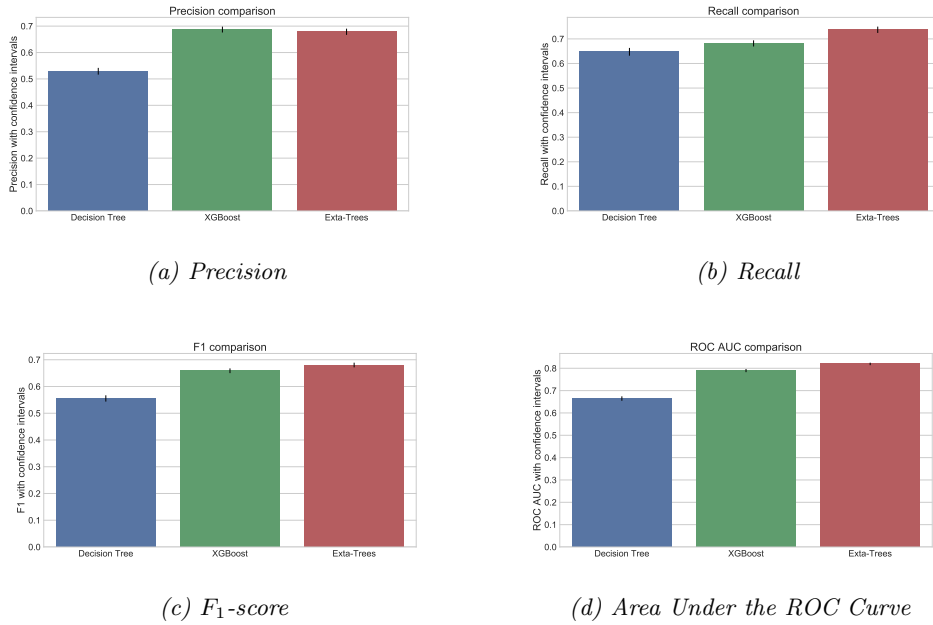 Precision comparison
Precision with confidence intervals
0.7
0.6
0.5
0.4
0.3
0.2
0.1
0.0
Decision Tree XGBoost Exta-Trees
(a) Precision
Recall comparison
Recall with confidence intervals
0.7
0.6
0.5
0.4
0.3
0.2
0.1
0.0
Decision Tree XGBoost Exta-Trees
(b) Recall
F1 comparison
F1 with confidence intervals
0.7
0.6
0.5
0.4
0.3
0.2
0.1
0.0
Decision Tree XGBoost Exta-Trees
(c) F₁-score
ROC AUC comparison
ROC AUC with confidence intervals
0.8
0.7
0.6
0.5
0.4
0.3
0.2
0.1
0.0
Decision Tree XGBoost Exta-Trees
(d) Area Under the ROC Curve